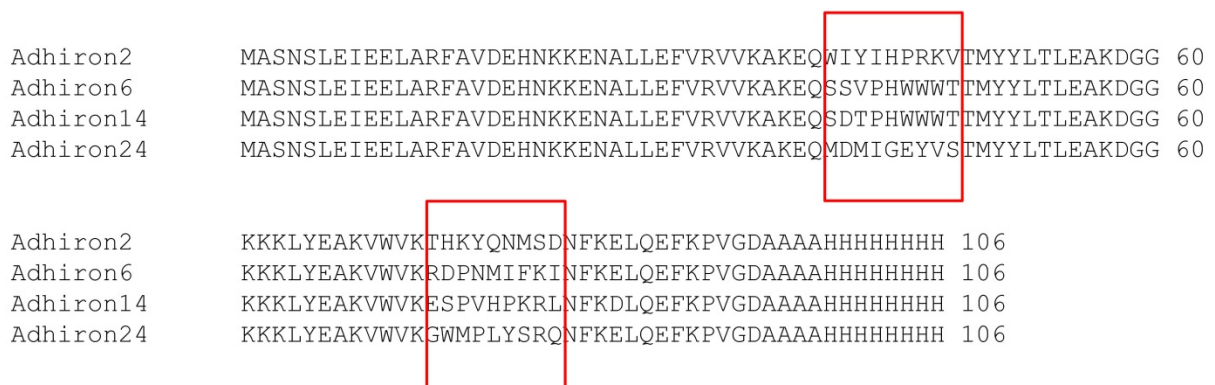 Adhiron2 MASNSLEIEELARFAVDEHNKKENALLEFVRVVKAKEQWIYIHPRKVTMYYLTLEAKDGG 60
Adhiron6 MASNSLEIEELARFAVDEHNKKENALLEFVRVVKAKEQSSVPHWWWTTMYYLTLEAKDGG 60
Adhiron14 MASNSLEIEELARFAVDEHNKKENALLEFVRVVKAKEQSDTPHWWWTTMYYLTLEAKDGG 60
Adhiron24 MASNSLEIEELARFAVDEHNKKENALLEFVRVVKAKEQMDMIGEYVSTMYYLTLEAKDGG 60
Adhiron2 KKKLYEAKVWVKTHKYQNMSDNFKELQEFKPVGDAAAAHHHHHHHH 106
Adhiron6 KKKLYEAKVWVKRDPNMIFKINFKELQEFKPVGDAAAAHHHHHHHH 106
Adhiron14 KKKLYEAKVWVKESPVHPKRLNFKDLQEFKPVGDAAAAHHHHHHHH 106
Adhiron24 KKKLYEAKVWVKGWMPLYSRQNFKELQEFKPVGDAAAAHHHHHHHH 106